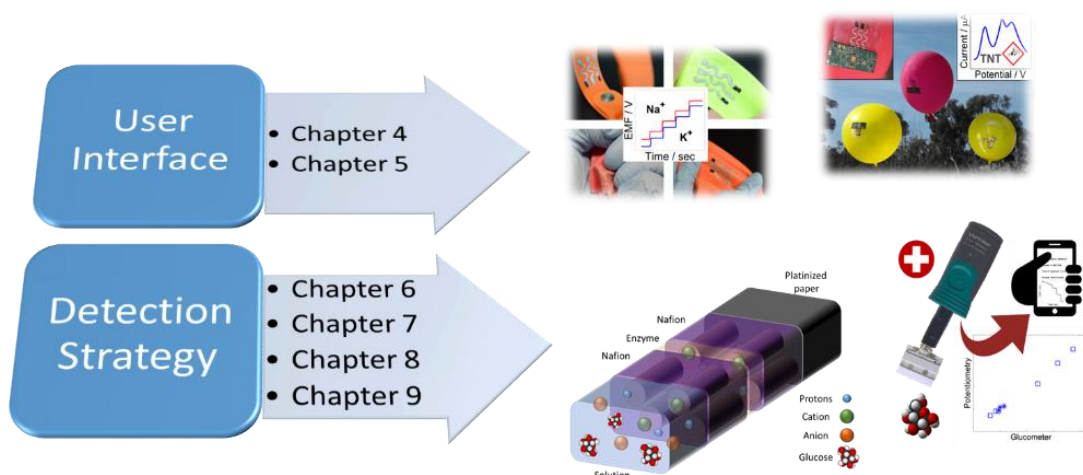 User
Interface
• Chapter 4
• Chapter 5
Detection
Strategy
• Chapter 6
• Chapter 7
• Chapter 8
• Chapter 9
EMF / V
Na+
K+
Time / sec
Current / µA
TNT
Potential / V
Platinized
paper
Nafion
Enzyme
Nafion
Solution
Protons
Cation
Anion
Glucose
Potentiometry
Glucometer